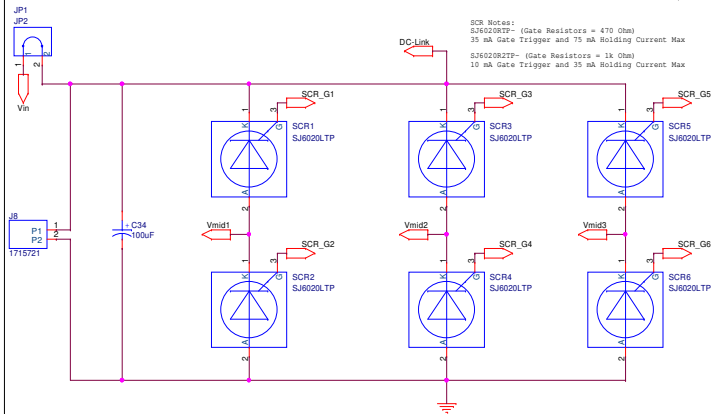 JP1
JP2
1
2
Vin
SCR Notes:
SJ6020RTP- (Gate Resistors = 470 Ohm)
35 mA Gate Trigger and 75 mA Holding Current Max
SJ6020R2TP- (Gate Resistors = 1k Ohm)
10 mA Gate Trigger and 35 mA Holding Current Max
DC-Link
SCR_G1
1
3
K
G
SCR1
SJ6020LTP
A
2
SCR_G3
1
3
K
G
SCR3
SJ6020LTP
A
2
SCR_G5
1
3
K
G
SCR5
SJ6020LTP
A
2
J8
P1
1
P2
2
1715721
+
C34
100uF
Vmid1
Vmid2
Vmid3
SCR_G2
1
3
K
G
SCR2
SJ6020LTP
A
2
SCR_G4
1
3
K
G
SCR4
SJ6020LTP
A
2
SCR_G6
1
3
K
G
SCR6
SJ6020LTP
A
2